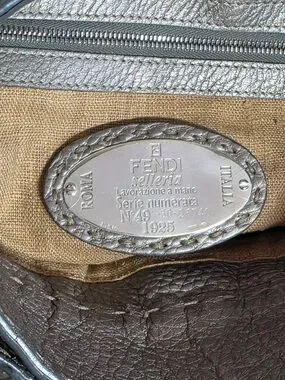 FENDI
selleria
Lavorazione a mano
Serie numerata
N°49
1925
ROMA
ITALIA